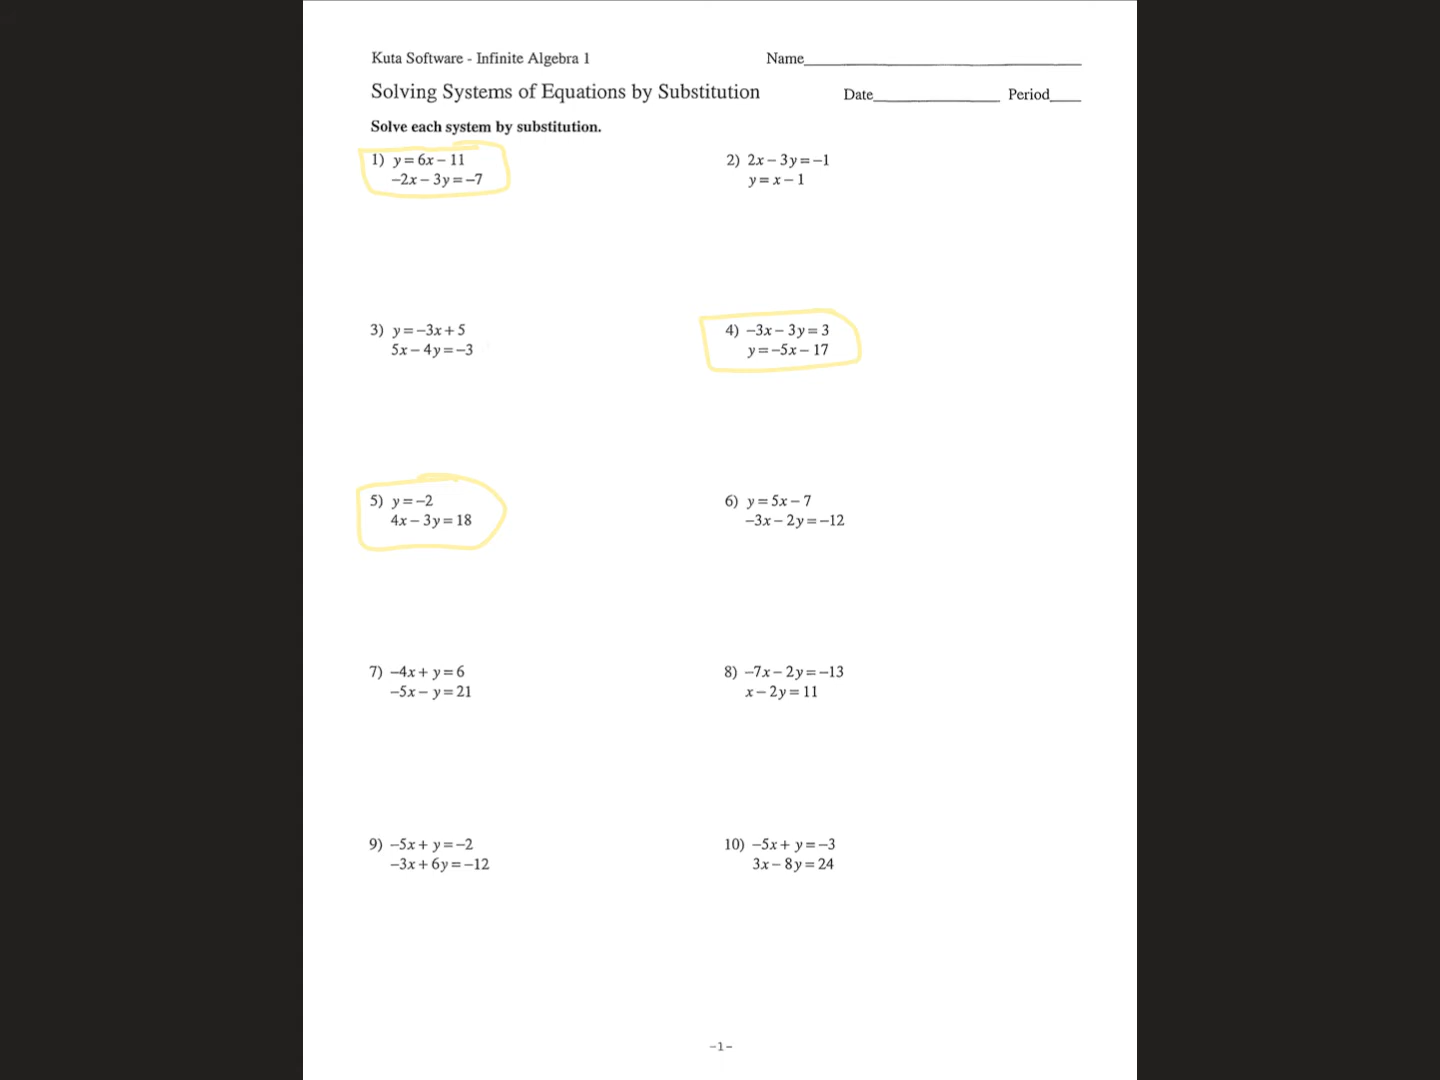 Kuta Software - Infinite Algebra 1
Name
Solving Systems of Equations by Substitution
Date Period
Solve each system by substitution.
1) y = 6x − 11
−2x − 3y = −7
2) 2x − 3y = −1
y = x − 1
3) y = −3x + 5
5x − 4y = −3
4) −3x − 3y = 3
y = −5x − 17
5) y = −2
4x − 3y = 18
6) y = 5x − 7
−3x − 2y = −12
7) −4x + y = 6
−5x − y = 21
8) −7x − 2y = −13
x − 2y = 11
9) −5x + y = −2
−3x + 6y = −12
10) −5x + y = −3
3x − 8y = 24
-1-